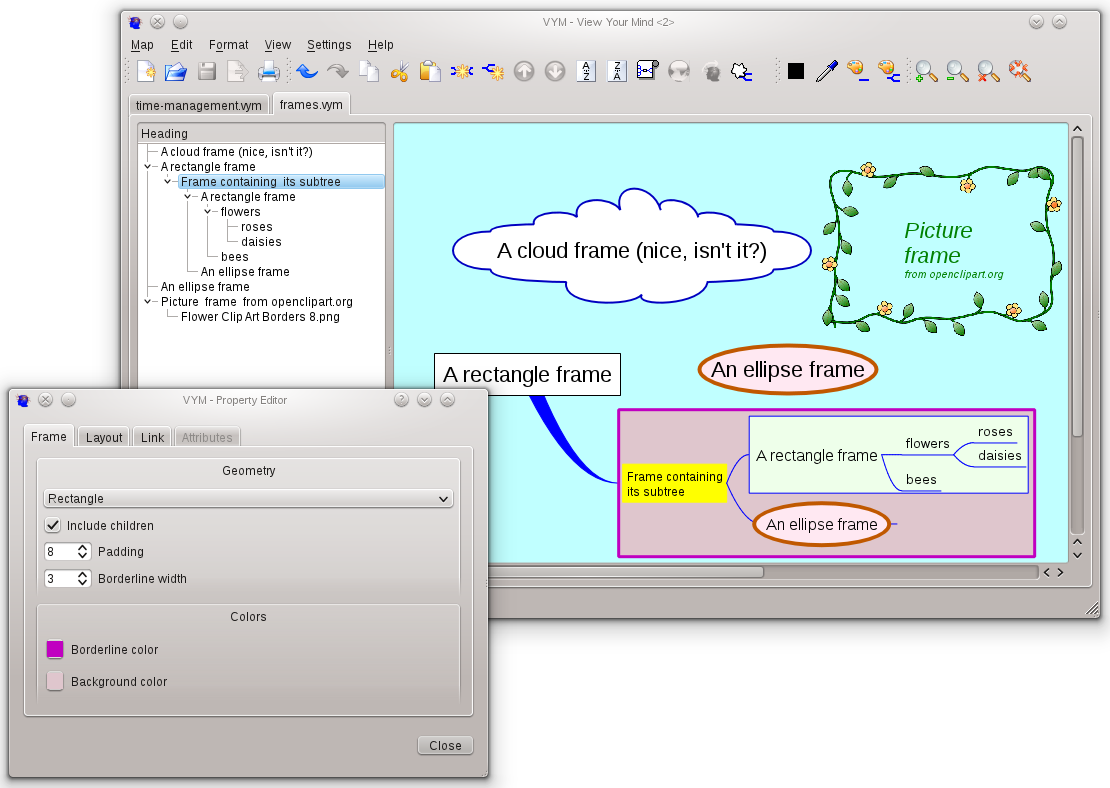 VYM - View Your Mind <2>
Map Edit Format View Settings Help
A Z
Z A
time-management.vym frames.vym
Heading
A cloud frame (nice, isn't it?)
A rectangle frame
Frame containing its subtree
A rectangle frame
flowers
roses
daisies
bees
An ellipse frame
An ellipse frame
Picture frame from openclipart.org
Flower Clip Art Borders 8.png
A cloud frame (nice, isn't it?)
Picture
frame
from openclipart.org
A rectangle frame
An ellipse frame
Frame containing
its subtree
A rectangle frame
flowers
roses
daisies
bees
An ellipse frame
VYM - Property Editor
?
Frame Layout Link Attributes
Geometry
Rectangle
Include children
8 Padding
3 Borderline width
Colors
Borderline color
Background color
Close